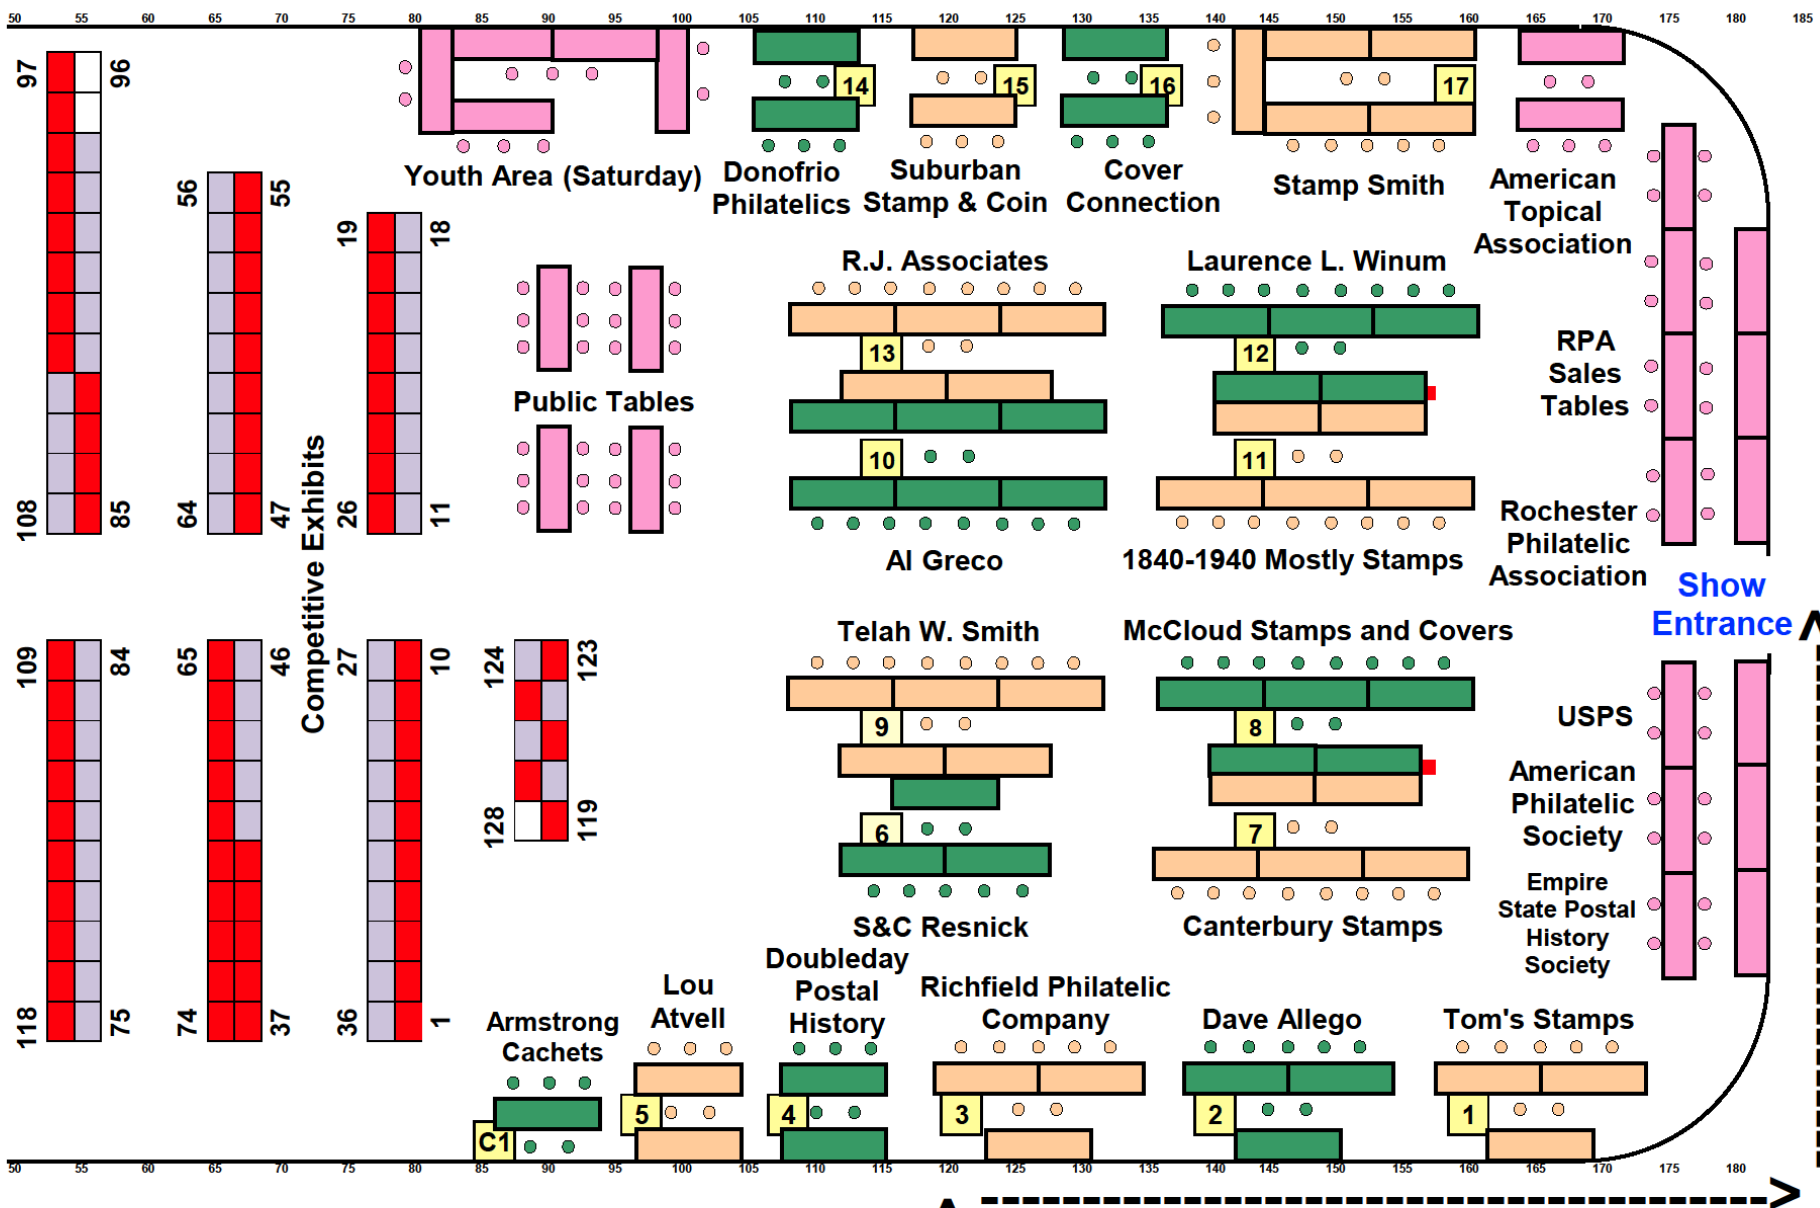 50 55 60 65 70 75 80 85 90 95 100 105 110 115 120 125 130 135 140 145 150 155 160 165 170 175 180 185
97 96
14 15 16 17
Youth Area (Saturday)
Donofrio
Philatelics
Suburban
Stamp & Coin
Cover
Connection
Stamp Smith
American
Topical
Association
56 55
19 18
R.J. Associates
Laurence L. Winum
13 12
RPA
Sales
Tables
Public Tables
10 11
108 85 64 47 26 11
Competitive Exhibits
Al Greco
1840-1940 Mostly Stamps
Rochester
Philatelic
Association
Show
Entrance
109 84 65 46 27 10 124 123
Telah W. Smith
McCloud Stamps and Covers
9 8
USPS
American
Philatelic
Society
128 119
6 7
S&C Resnick
Canterbury Stamps
Empire
State Postal
History
Society
118 75 74 37 36 1
Armstrong
Cachets
Lou
Atvell
Doubleday
Postal
History
Richfield Philatelic
Company
Dave Allego
Tom's Stamps
C1 5 4 3 2 1
50 55 60 65 70 75 80 85 90 95 100 105 110 115 120 125 130 135 140 145 150 155 160 165 170 175 180